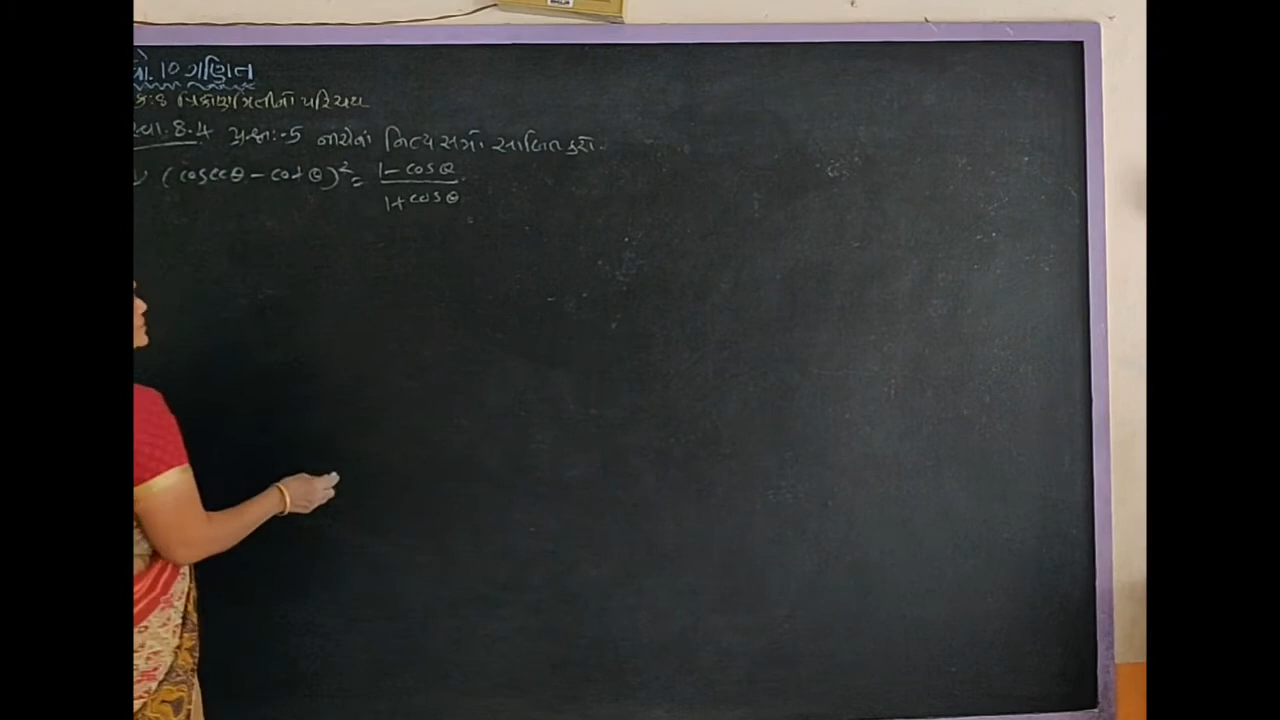 ધો. 10 ગણિત
પ્રક: 8 ત્રિકોણમિતીનો પરિચય
સ્વા. 8.4 પ્રશ્ન:-5 નીચેનાં નિત્યસમો સાબિત કરો.
(cosecθ - cotθ)² = (1 - cosθ)/(1 + cosθ)